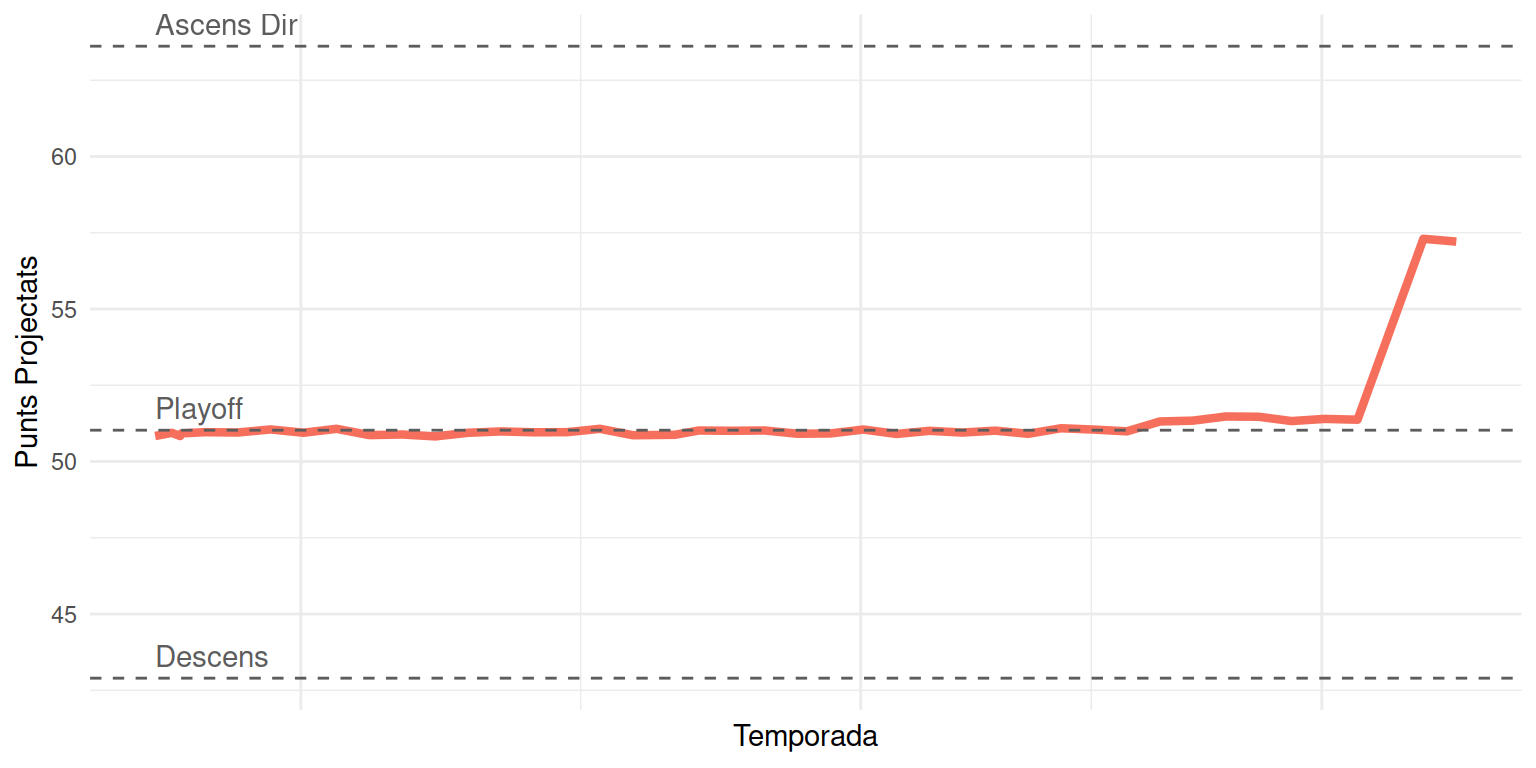 Ascens Dir
60
55
Playoff
50
45
Descens
Punts Projectats
Temporada